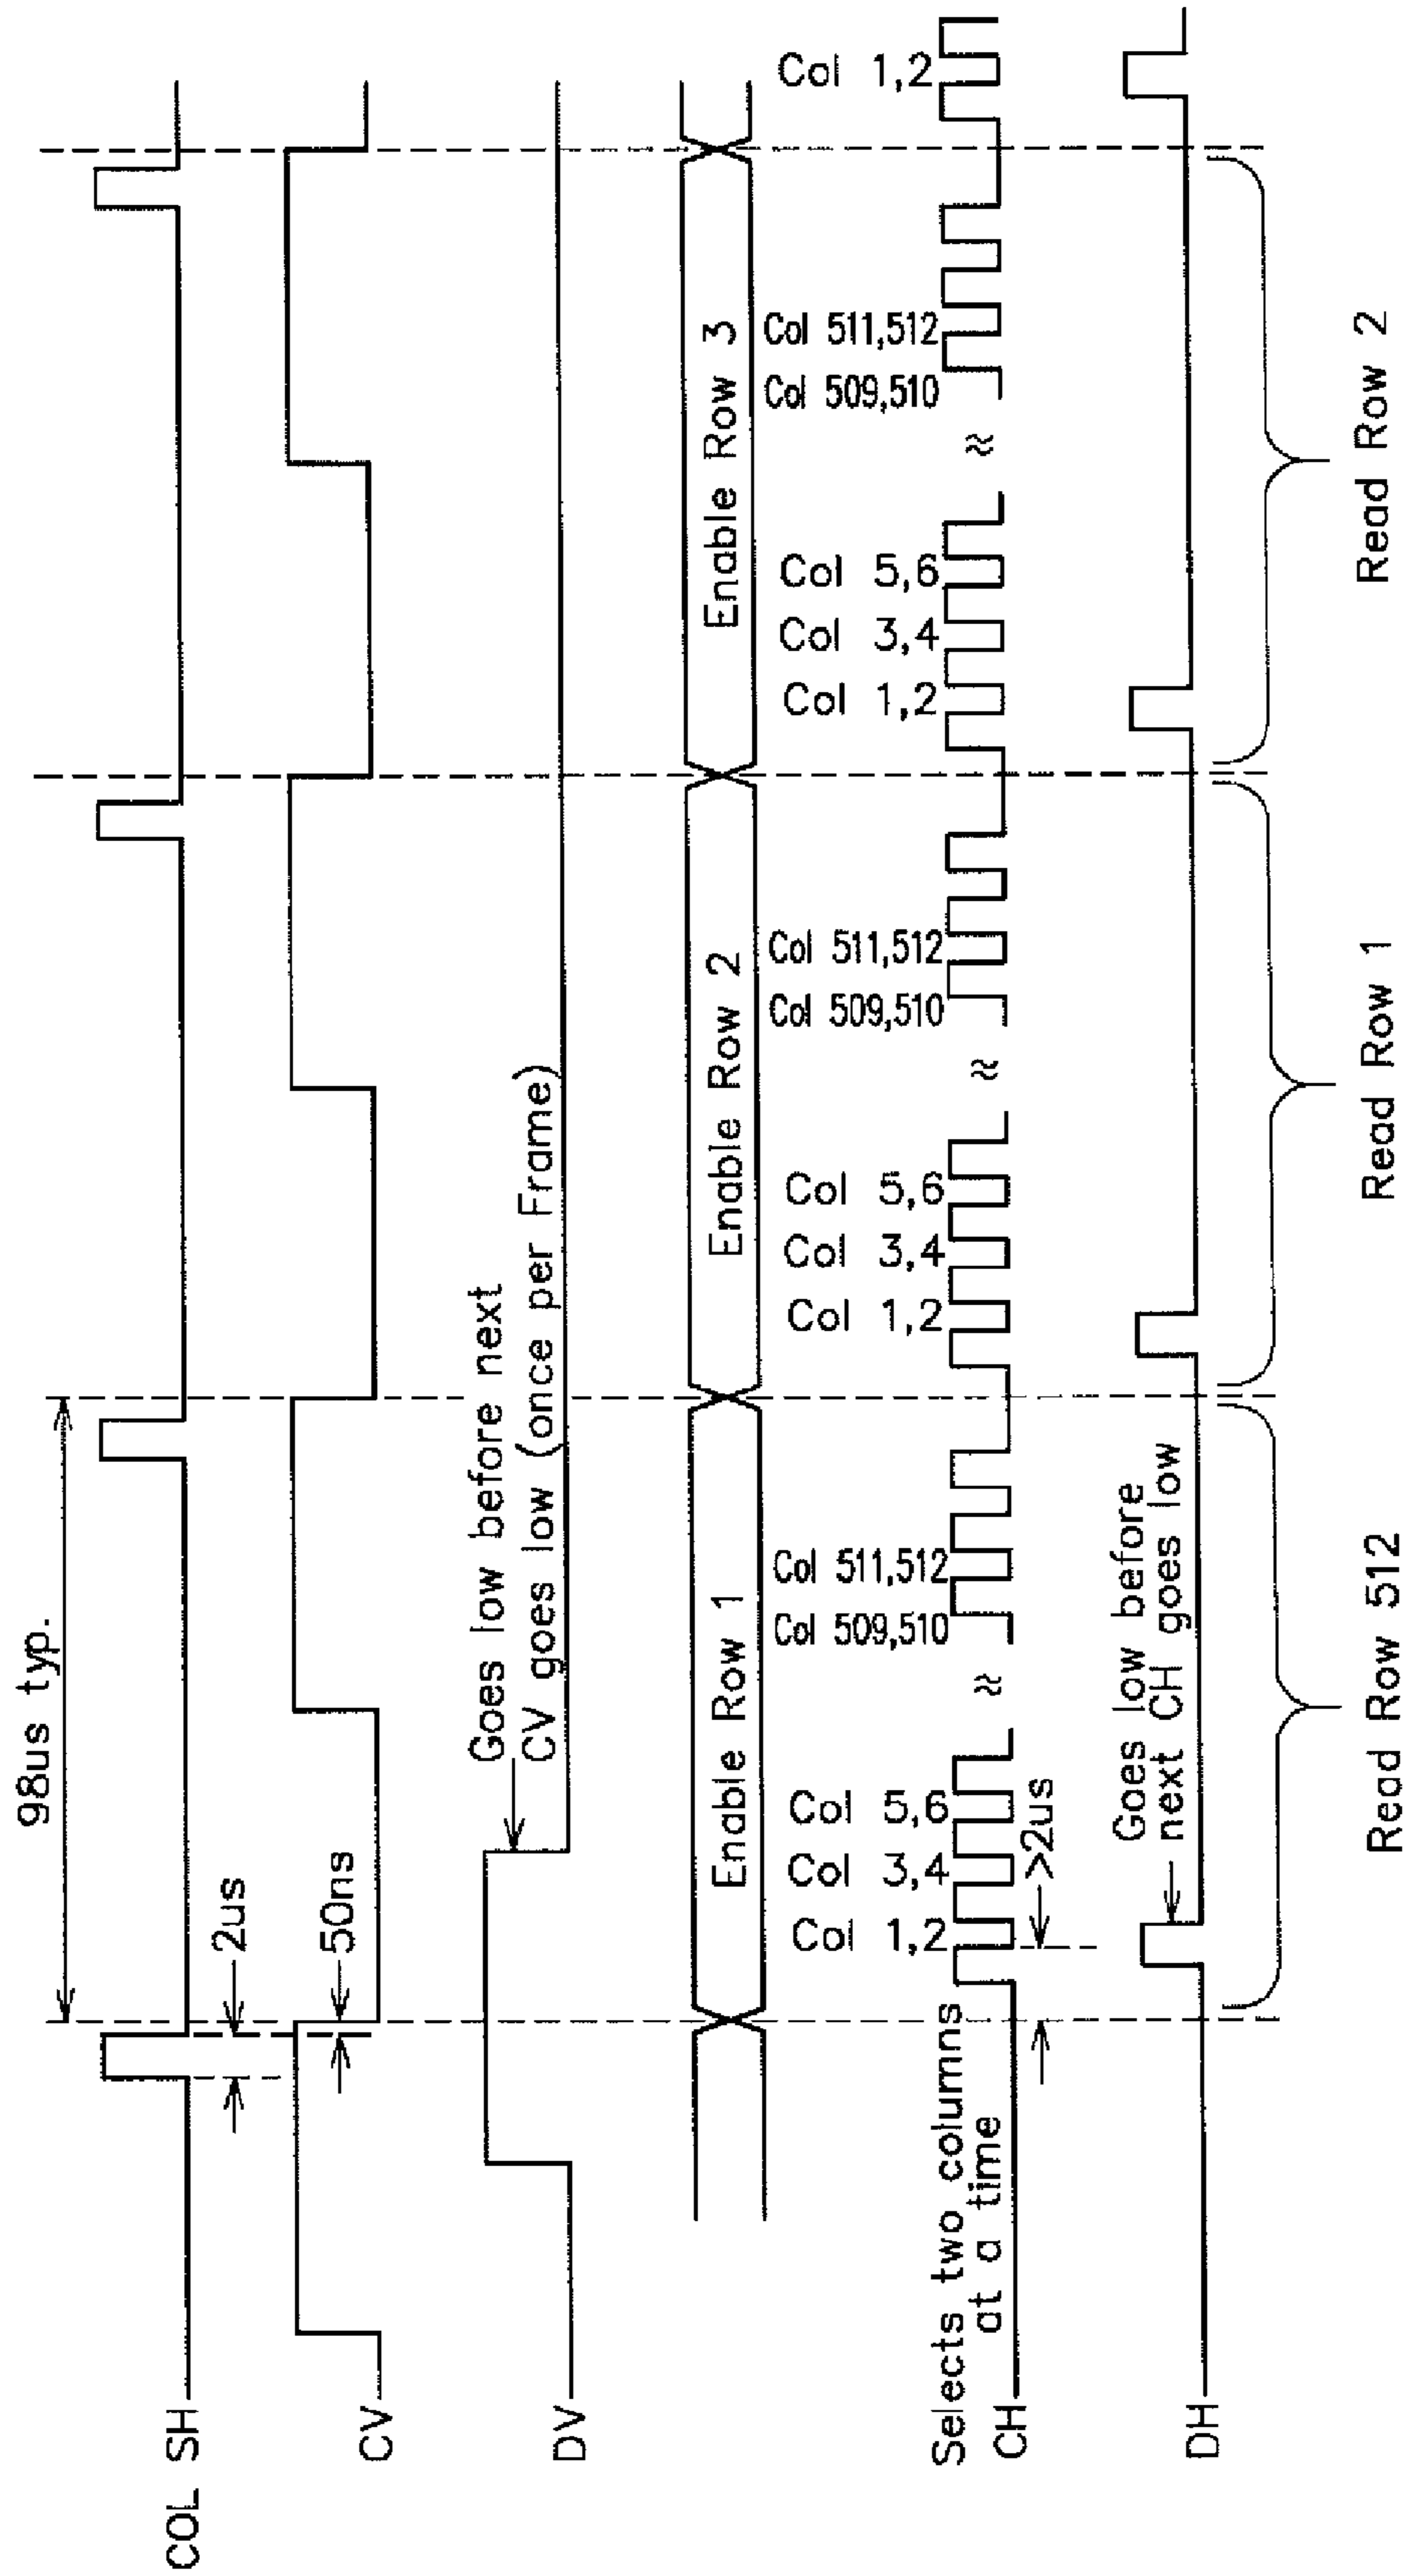 98us typ.
COL SH
2us
CV
50ns
DV
Goes low before next
CV goes low (once per Frame)
Enable Row 1
Enable Row 2
Enable Row 3
Selects two columns
at a time
CH
Col 1,2
Col 3,4
Col 5,6
Col 509,510
Col 511,512
Col 1,2
Col 3,4
Col 5,6
Col 509,510
Col 511,512
Col 1,2
Col 3,4
Col 5,6
Col 509,510
Col 511,512
Col 1,2
>2us
DH
Goes low before
next CH goes low
Read Row 512
Read Row 1
Read Row 2